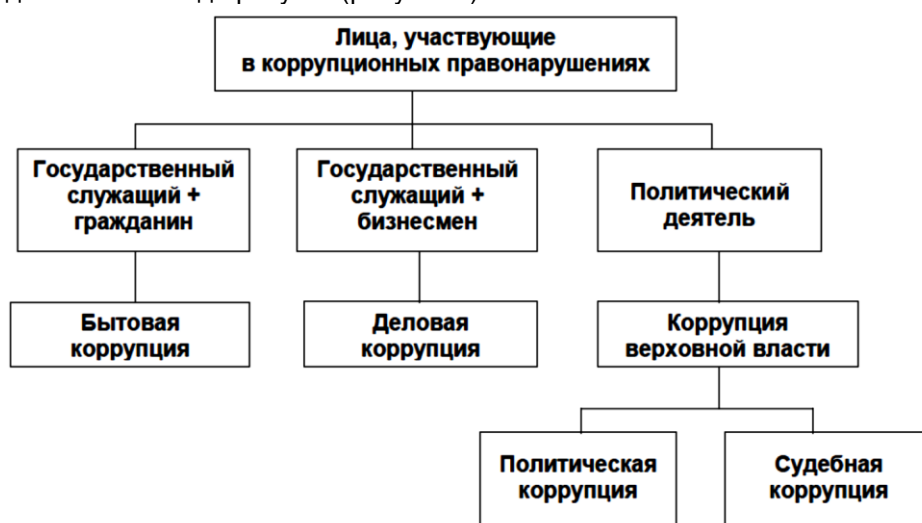 Лица, участвующие
в коррупционных правонарушениях
Государственный
служащий +
гражданин
Государственный
служащий +
бизнесмен
Политический
деятель
Бытовая
коррупция
Деловая
коррупция
Коррупция
верховной власти
Политическая
коррупция
Судебная
коррупция